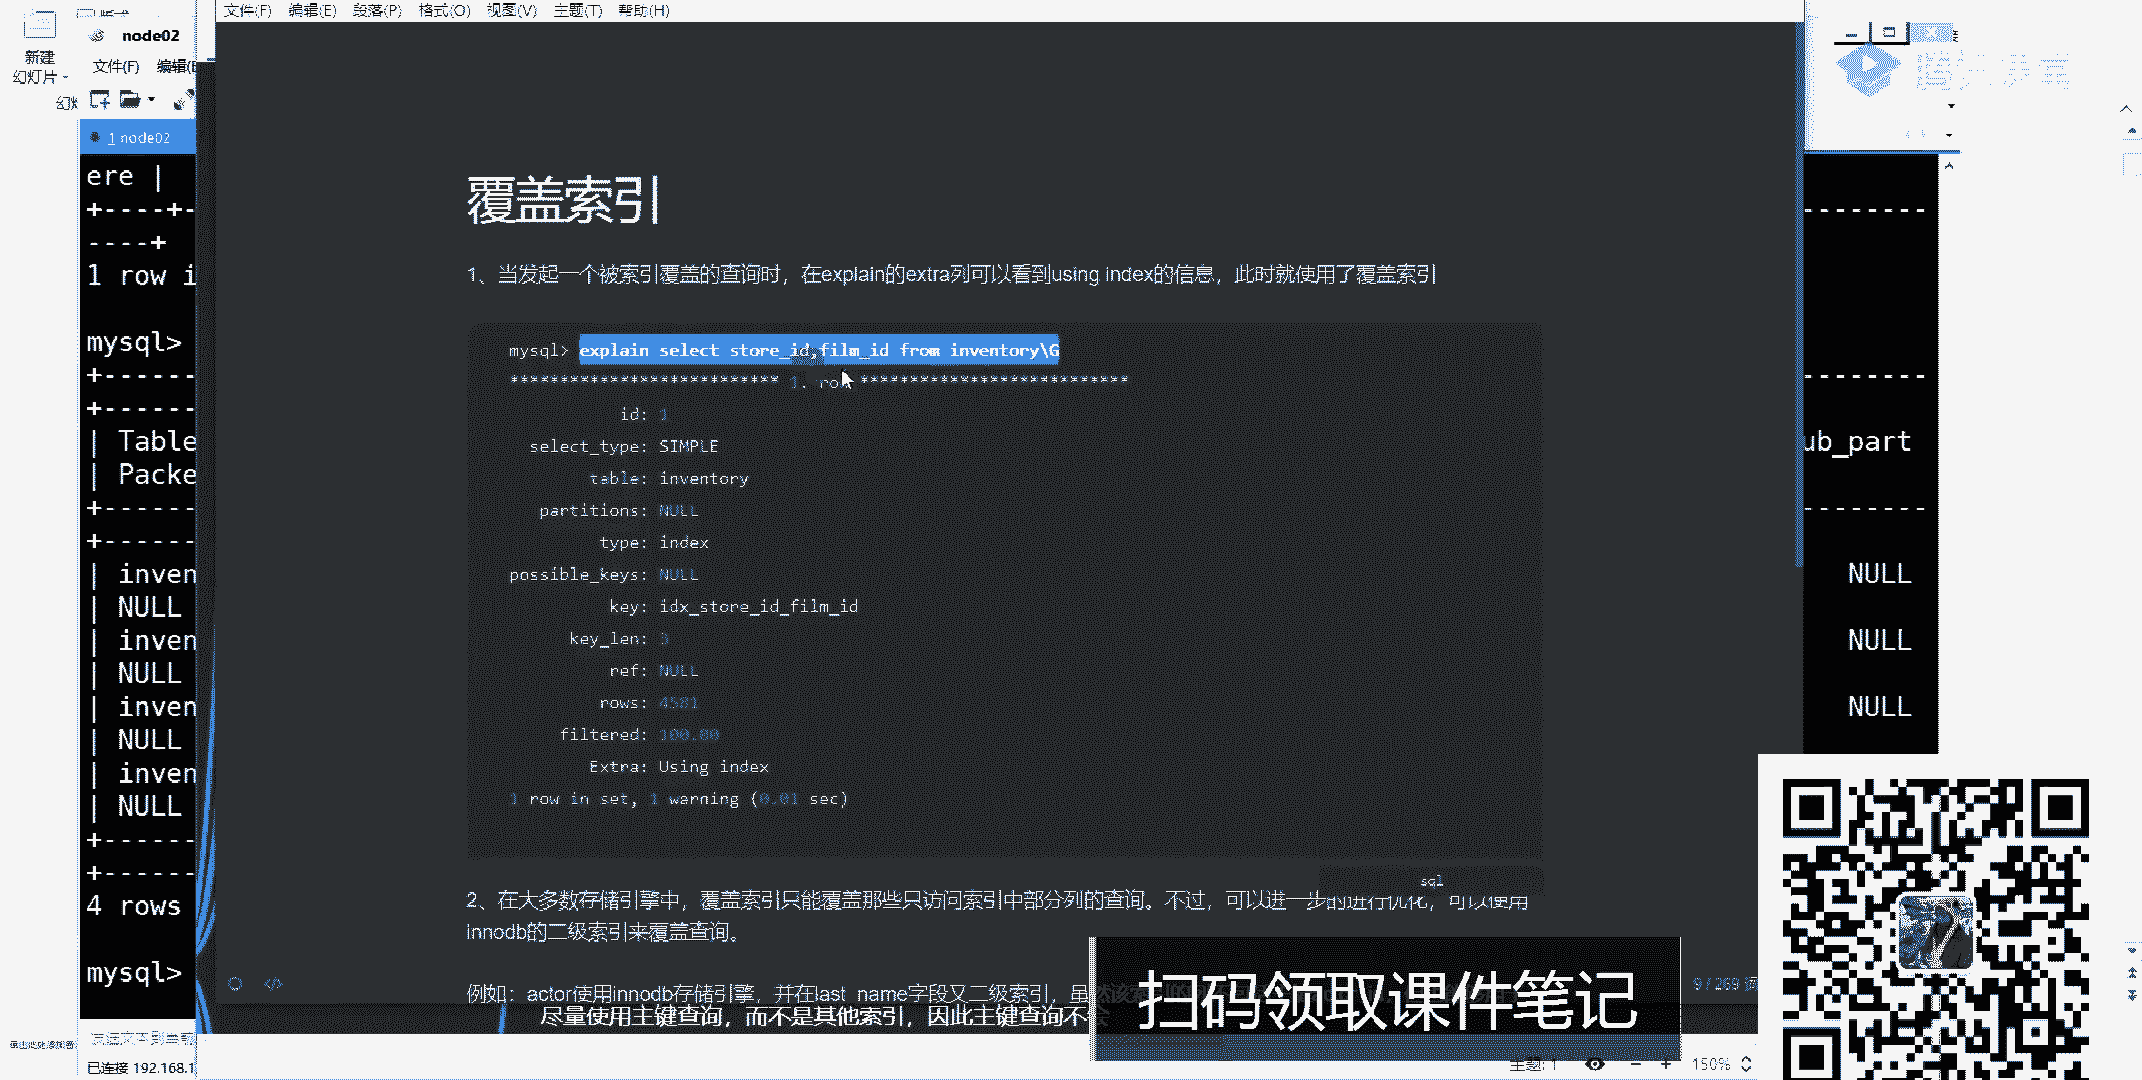 文件(F) 编辑(E) 段落(P) 格式(O) 视图(V) 主题(T) 帮助(H)
新建
幻灯片
node02
文件(F) 编辑(E
1 node02
ere |
+----+-
----+
1 row i
mysql>
+------
+------
| Table
| Packe
+------
+------
| inven
| NULL
| inven
| NULL
| inven
| NULL
| inven
| NULL
+------
+------
4 rows
mysql>
已连接 192.168.1
覆盖索引
1、当发起一个被索引覆盖的查询时，在explain的extra列可以看到using index的信息，此时就使用了覆盖索引
mysql> explain select store_id,film_id from inventory\G
*************************** 1. row ***************************
id: 1
select_type: SIMPLE
table: inventory
partitions: NULL
type: index
possible_keys: NULL
key: idx_store_id_film_id
key_len: 3
ref: NULL
rows: 4581
filtered: 100.00
Extra: Using index
1 row in set, 1 warning (0.01 sec)
sql
2、在大多数存储引擎中，覆盖索引只能覆盖那些只访问索引中部分列的查询。不过，可以进一步的进行优化，可以使用
innodb的二级索引来覆盖查询。
例如：actor使用innodb存储引擎，并在last_name字段又二级索引，虽
尽量使用主键查询，而不是其他索引，因此主键查询不会
--------
--------
ub_part
--------
NULL
NULL
NULL
扫码领取课件笔记
9 / 269 词
主题: 1
150%